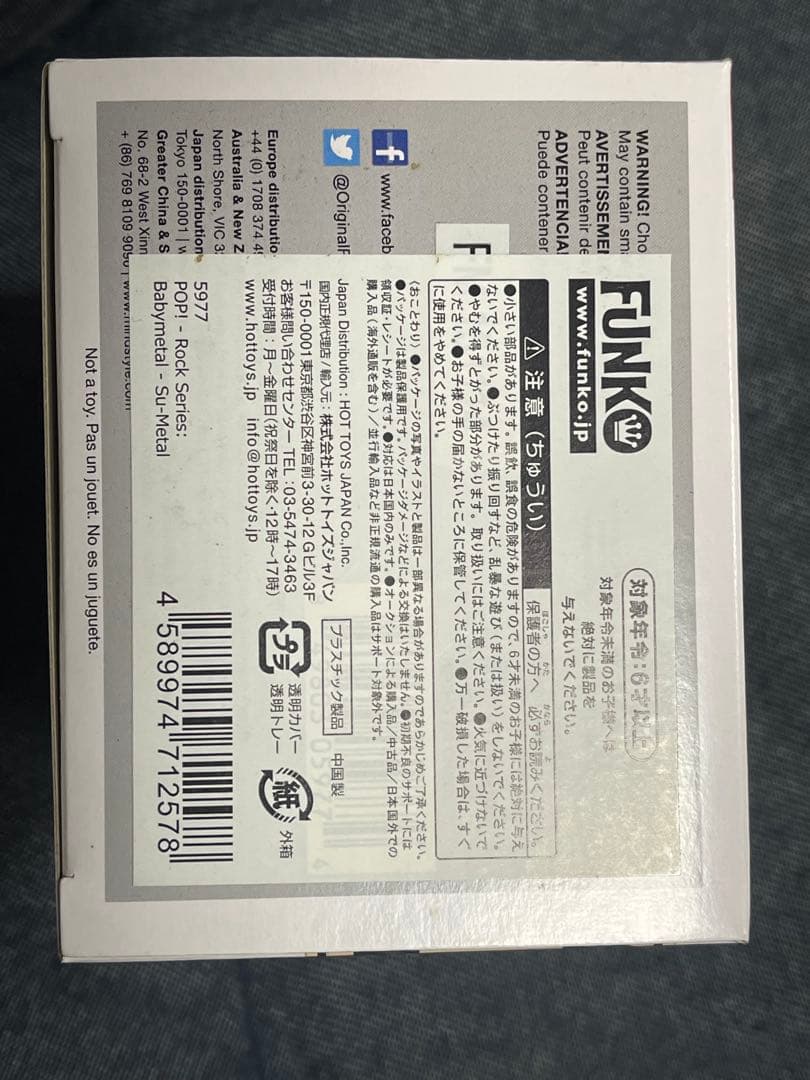 WARNING! Cho
May contain sm
AVERTISSEMEN
Peut contenir de
ADVERTENCIA
Puede contener
www.faceb
@OriginalF
Europe distributio
+44 (0) 1708 374 49
Australia & New Z
North Shore, VIC 3
Japan distribution
Tokyo 150-0001 | w
Greater China & S
No. 68-2 West Xinn
+ (86) 769 8109 9090 | www.mindstyle.com
Not a toy. Pas un jouet. No es un juguete.
FUNKO
www.funko.jp
対象年令:6才以上
対象年令未満のお子様へは
絶対に製品を
与えないでください。
⚠ 注意(ちゅうい)
保護者の方へ 必ずお読みください。
●小さい部品があります。誤飲、誤食の危険がありますので、6才未満のお子様には絶対に与え
ないでください。●ぶつけたり振り回すなど、乱暴な遊び(または扱い)をしないでください。
●やむを得ずとがった部分があります。取り扱いにはご注意ください。●火気に近づけないで
ください。●お子様の手の届かないところに保管してください。●万一破損した場合は、すぐ
に使用をやめてください。
(おことわり)●パッケージの写真やイラストと製品は一部異なる場合がありますのであらかじめご了承ください。
●パッケージは製品保護用です。パッケージダメージなどによる交換はいたしません。●初期不良のサポートには
領収証・レシートが必要です。●対応は日本国内のみです。●オークションによる購入品/中古品/日本国外での
購入品(海外通販を含む)/並行輸入品など非正規流通の購入品はサポート対象外です。
Japan Distribution : HOT TOYS JAPAN Co.,Inc.
国内正規代理店/輸入元:株式会社ホットトイズジャパン
〒150-0001東京都渋谷区神宮前3-30-12 Gビル3F
お客様問い合わせセンター TEL:03-5474-3463
受付時間:月~金曜日(祝祭日を除く・12時~17時)
www.hottoys.jp info@hottoys.jp
プラスチック製品
中国製
プラ
透明カバー
透明トレー
紙
外箱
5977
POP! - Rock Series:
Babymetal - Su-Metal
4 589974 712578